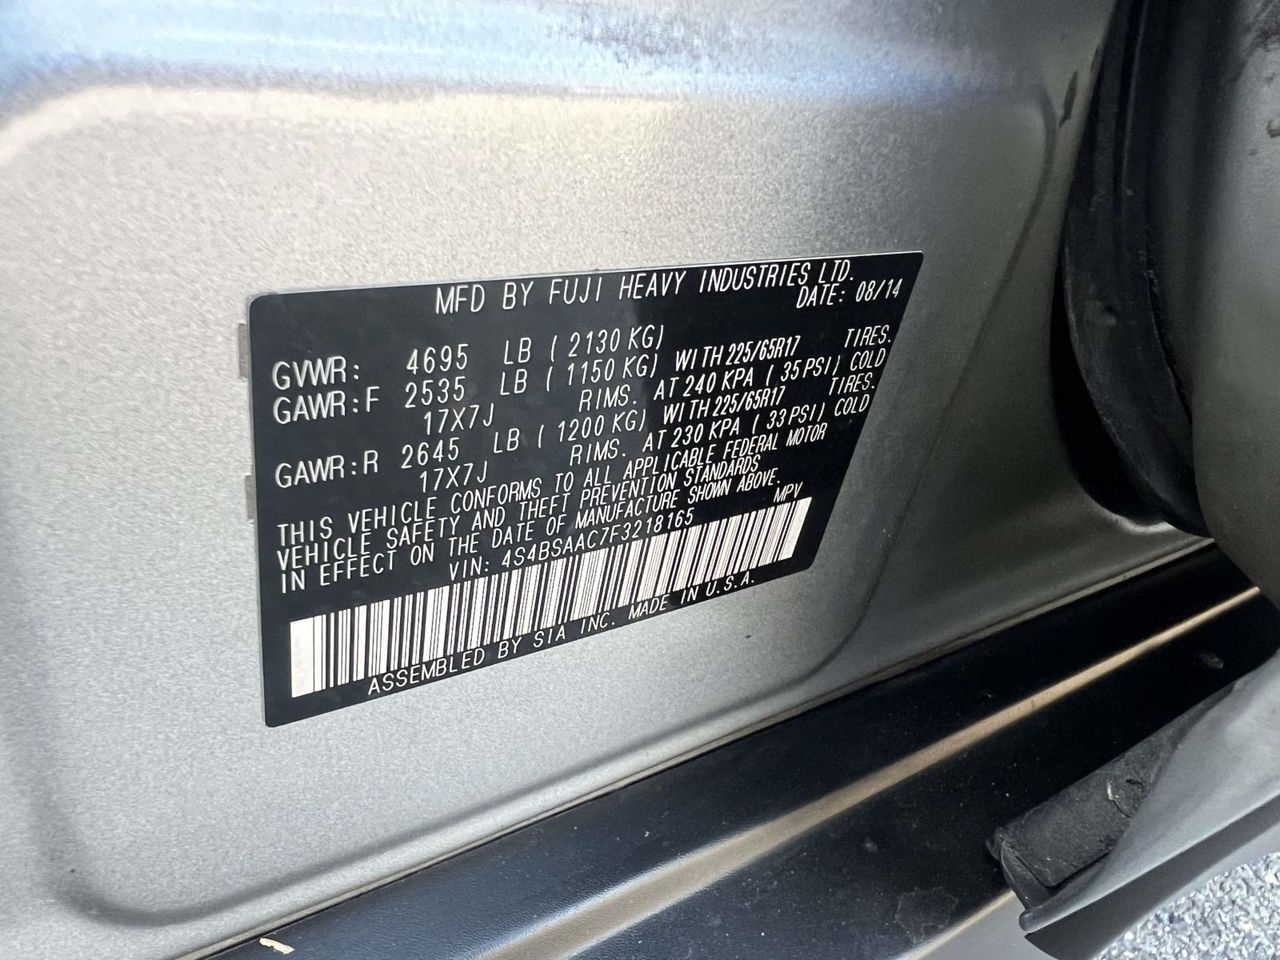 MFD BY FUJI HEAVY INDUSTRIES LTD.
DATE: 08/14
GVWR: 4695 LB ( 2130 KG)
GAWR:F 2535 LB ( 1150 KG) WITH 225/65R17 TIRES.
17X7J RIMS. AT 240 KPA ( 35 PSI) COLD
GAWR:R 2645 LB ( 1200 KG) WITH 225/65R17 TIRES.
17X7J RIMS. AT 230 KPA ( 33 PSI) COLD
THIS VEHICLE CONFORMS TO ALL APPLICABLE FEDERAL MOTOR
VEHICLE SAFETY AND THEFT PREVENTION STANDARDS
IN EFFECT ON THE DATE OF MANUFACTURE SHOWN ABOVE.
VIN: 4S4BSAAC7F3218165 MPV
ASSEMBLED BY SIA INC. MADE IN U.S.A.